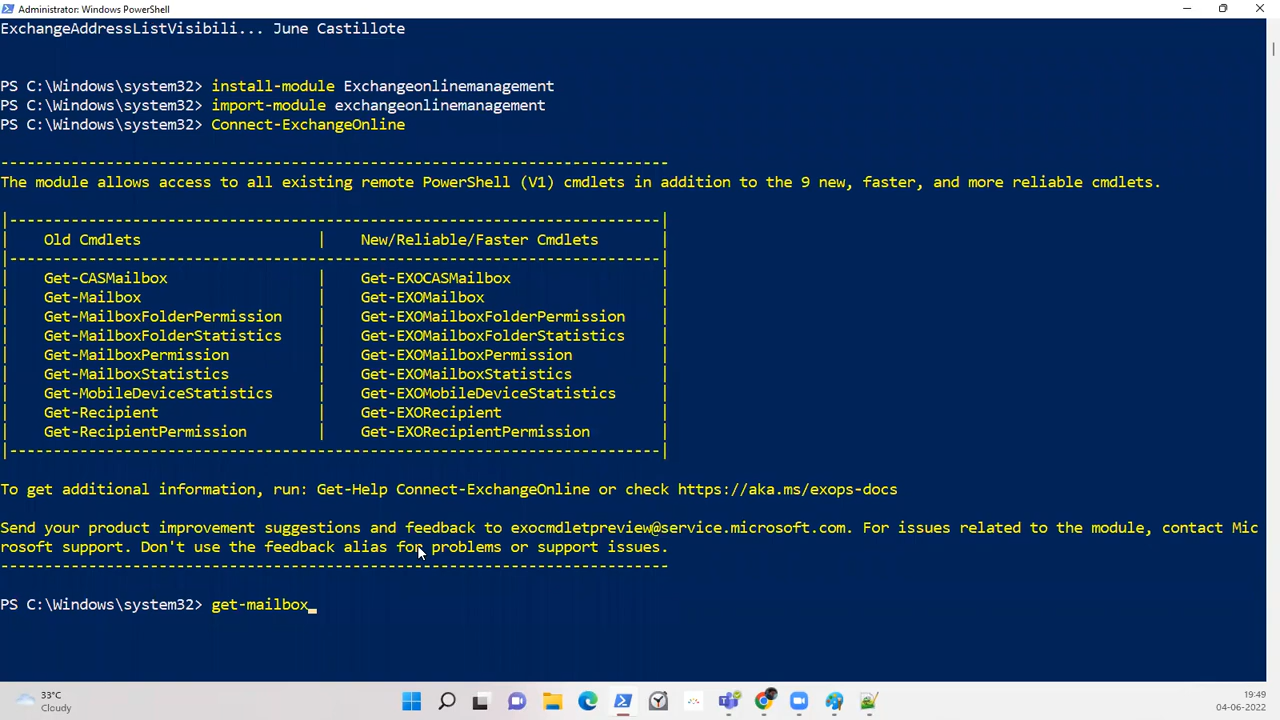 Administrator: Windows PowerShell
ExchangeAddressListVisibili... June Castillote
PS C:\Windows\system32> install-module Exchangeonlinemanagement
PS C:\Windows\system32> import-module exchangeonlinemanagement
PS C:\Windows\system32> Connect-ExchangeOnline
----------------------------------------------------------------------------
The module allows access to all existing remote PowerShell (V1) cmdlets in addition to the 9 new, faster, and more reliable cmdlets.
|--------------------------------------------------------------------------|
|    Old Cmdlets                    |    New/Reliable/Faster Cmdlets       |
|--------------------------------------------------------------------------|
|    Get-CASMailbox                 |    Get-EXOCASMailbox                 |
|    Get-Mailbox                    |    Get-EXOMailbox                    |
|    Get-MailboxFolderPermission    |    Get-EXOMailboxFolderPermission    |
|    Get-MailboxFolderStatistics    |    Get-EXOMailboxFolderStatistics    |
|    Get-MailboxPermission          |    Get-EXOMailboxPermission          |
|    Get-MailboxStatistics          |    Get-EXOMailboxStatistics          |
|    Get-MobileDeviceStatistics     |    Get-EXOMobileDeviceStatistics     |
|    Get-Recipient                  |    Get-EXORecipient                  |
|    Get-RecipientPermission        |    Get-EXORecipientPermission        |
|--------------------------------------------------------------------------|
To get additional information, run: Get-Help Connect-ExchangeOnline or check https://aka.ms/exops-docs
Send your product improvement suggestions and feedback to exocmdletpreview@service.microsoft.com. For issues related to the module, contact Mic
rosoft support. Don't use the feedback alias for problems or support issues.
----------------------------------------------------------------------------
PS C:\Windows\system32> get-mailbox_
33°C
Cloudy
19:49
04-06-2022